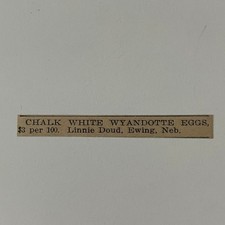 CHALK WHITE WYANDOTTE EGGS,
$3 per 100. Linnie Doud, Ewing, Neb.